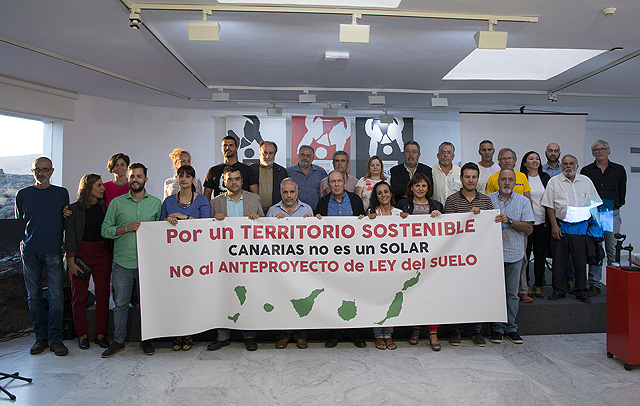 Por un TERRITORIO SOSTENIBLE
CANARIAS no es un SOLAR
NO al ANTEPROYECTO de LEY del SUELO